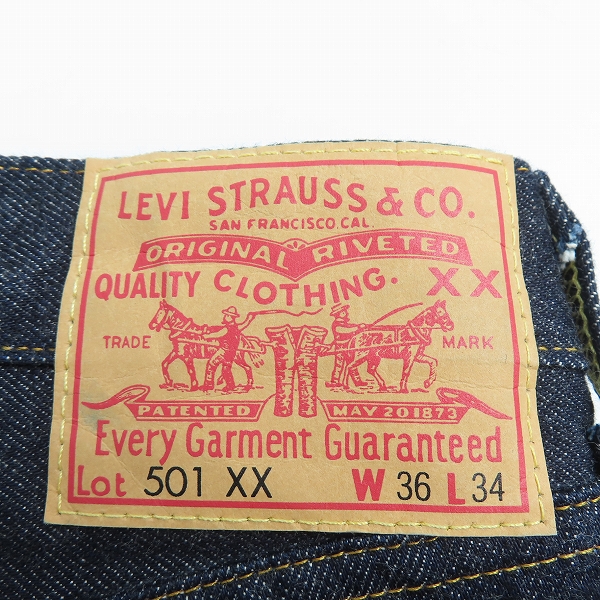 LEVI STRAUSS & CO.
SAN FRANCISCO, CAL.
ORIGINAL RIVETED
QUALITY CLOTHING. XX
TRADE MARK
PATENTED MAY 20 1873
Every Garment Guaranteed
Lot 501 XX W 36 L 34